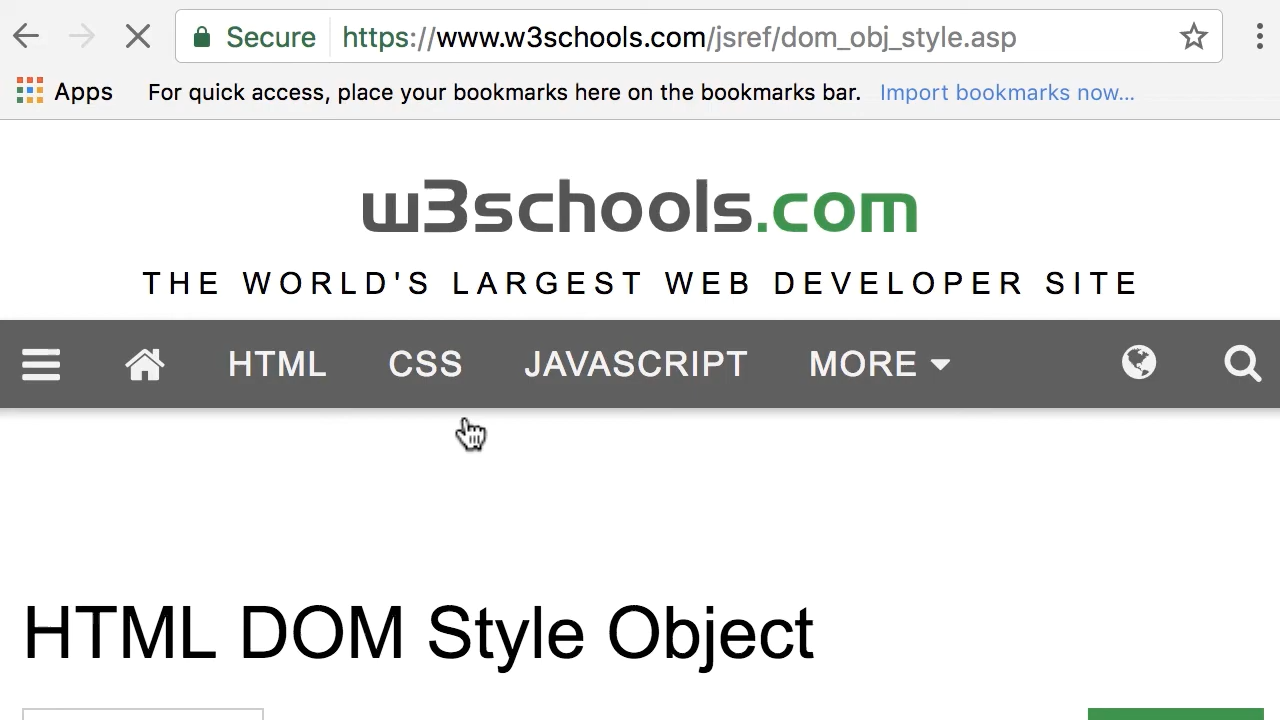 Secure https://www.w3schools.com/jsref/dom_obj_style.asp
Apps For quick access, place your bookmarks here on the bookmarks bar. Import bookmarks now...
w3schools.com
THE WORLD'S LARGEST WEB DEVELOPER SITE
HTML CSS JAVASCRIPT MORE
HTML DOM Style Object